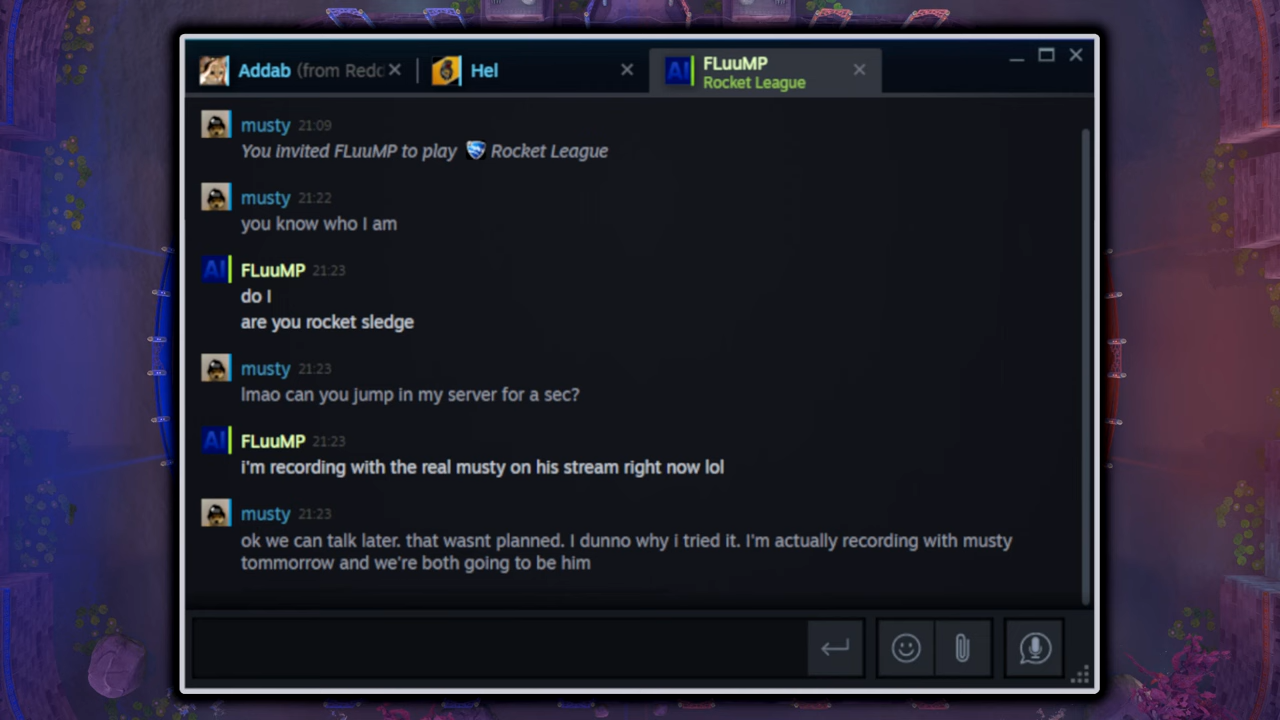 Addab (from Redd
Hel
FLuuMP
Rocket League
musty 21:09
You invited FLuuMP to play Rocket League
musty 21:22
you know who I am
AI FLuuMP 21:23
do I
are you rocket sledge
musty 21:23
lmao can you jump in my server for a sec?
AI FLuuMP 21:23
i'm recording with the real musty on his stream right now lol
musty 21:23
ok we can talk later. that wasnt planned. I dunno why i tried it. I'm actually recording with musty
tommorrow and we're both going to be him